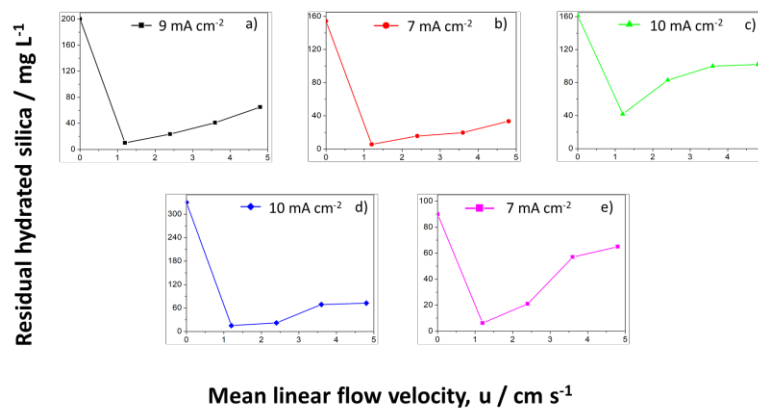 Residual hydrated silica / mg L-1
9 mA cm-2 a)
200
160
120
80
40
0
0 1 2 3 4 5
7 mA cm-2 b)
160
120
80
40
0
0 1 2 3 4 5
10 mA cm-2 c)
160
120
80
40
0
0 1 2 3 4
10 mA cm-2 d)
300
240
180
120
60
0
0 1 2 3 4 5
7 mA cm-2 e)
100
80
60
40
20
0
0 1 2 3 4 5
Mean linear flow velocity, u / cm s-1